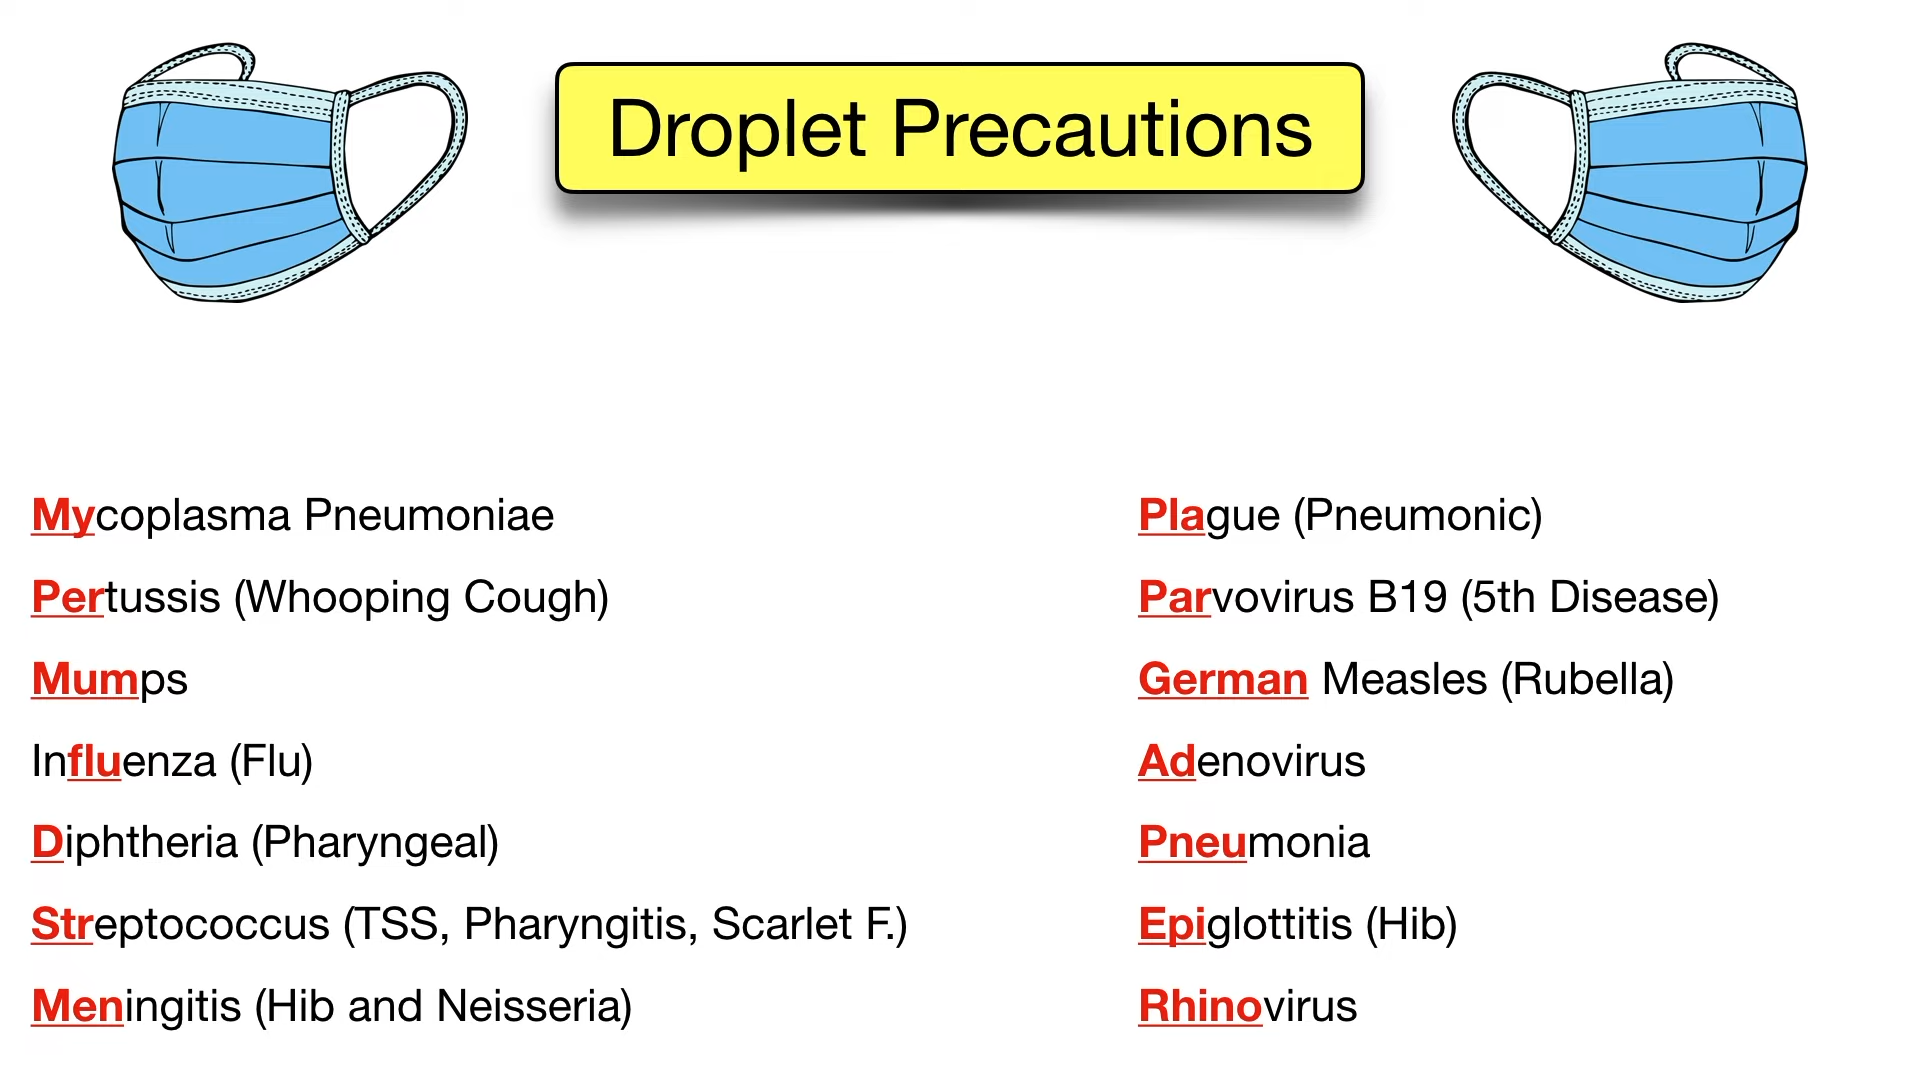 Droplet Precautions
Mycoplasma Pneumoniae
Pertussis (Whooping Cough)
Mumps
Influenza (Flu)
Diphtheria (Pharyngeal)
Streptococcus (TSS, Pharyngitis, Scarlet F.)
Meningitis (Hib and Neisseria)
Plague (Pneumonic)
Parvovirus B19 (5th Disease)
German Measles (Rubella)
Adenovirus
Pneumonia
Epiglottitis (Hib)
Rhinovirus